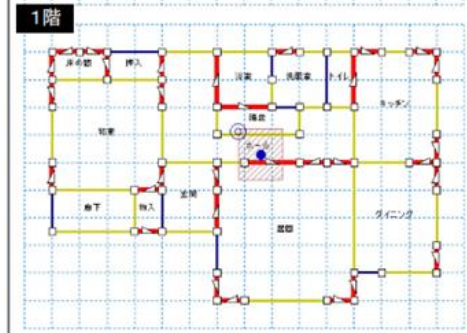 1階
床の間
押入
浴室
洗面室
トイレ
キッチン
和室
階段
ホール
玄関
廊下
物入
居間
ダイニング